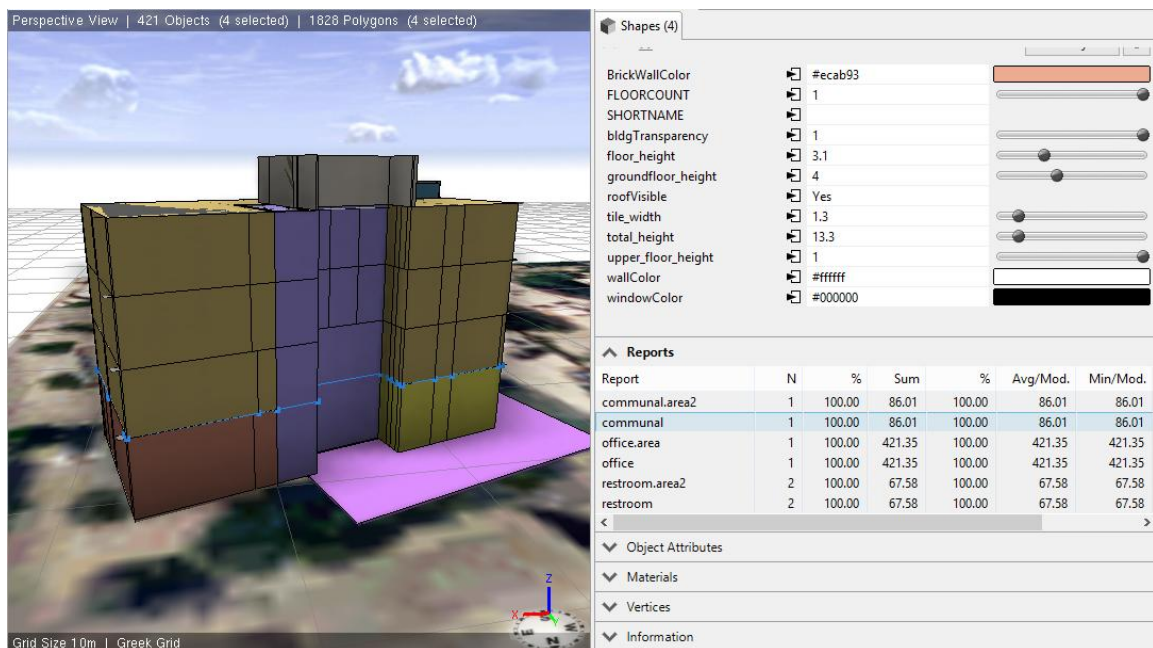 Perspective View | 421 Objects (4 selected) | 1828 Polygons (4 selected)
Z
X
Y
E
N
Grid Size 10m | Greek Grid
Shapes (4)
BrickWallColor #ecab93
FLOORCOUNT 1
SHORTNAME
bldgTransparency 1
floor_height 3.1
groundfloor_height 4
roofVisible Yes
tile_width 1.3
total_height 13.3
upper_floor_height 1
wallColor #ffffff
windowColor #000000
Reports
Report N % Sum % Avg/Mod. Min/Mod.
communal.area2 1 100.00 86.01 100.00 86.01 86.01
communal 1 100.00 86.01 100.00 86.01 86.01
office.area 1 100.00 421.35 100.00 421.35 421.35
office 1 100.00 421.35 100.00 421.35 421.35
restroom.area2 2 100.00 67.58 100.00 67.58 67.58
restroom 2 100.00 67.58 100.00 67.58 67.58
Object Attributes
Materials
Vertices
Information